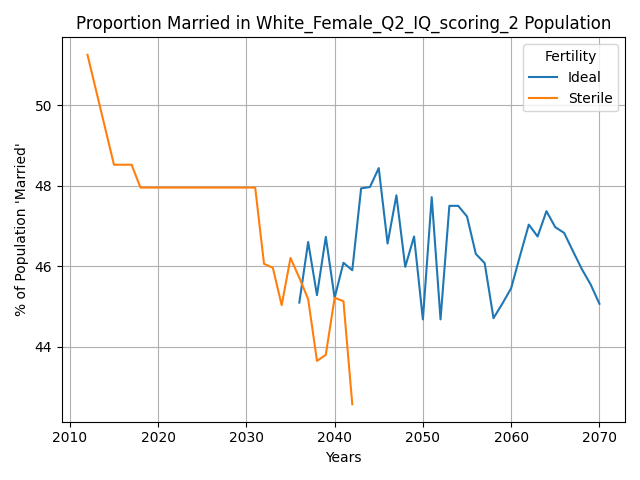 Proportion Married in White_Female_Q2_IQ_scoring_2 Population
Fertility
Ideal
Sterile
% of Population 'Married'
50
48
46
44
2010 2020 2030 2040 2050 2060 2070
Years